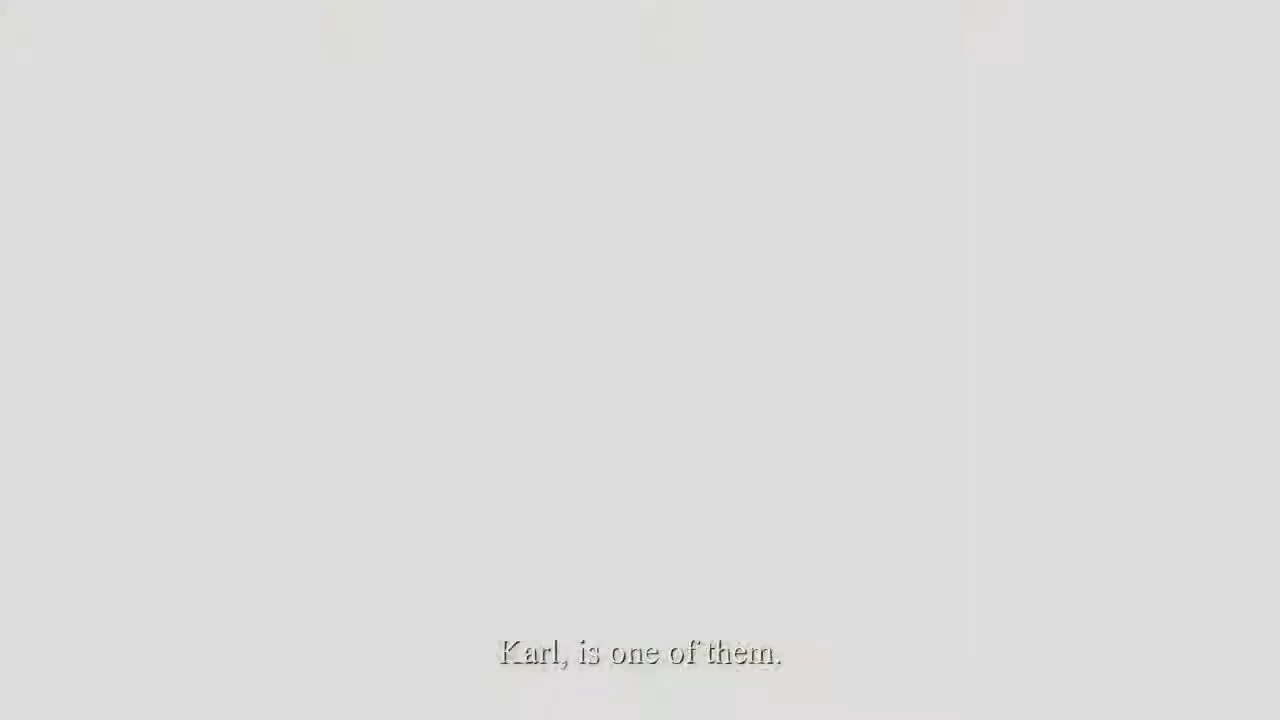 Karl, is one of them.